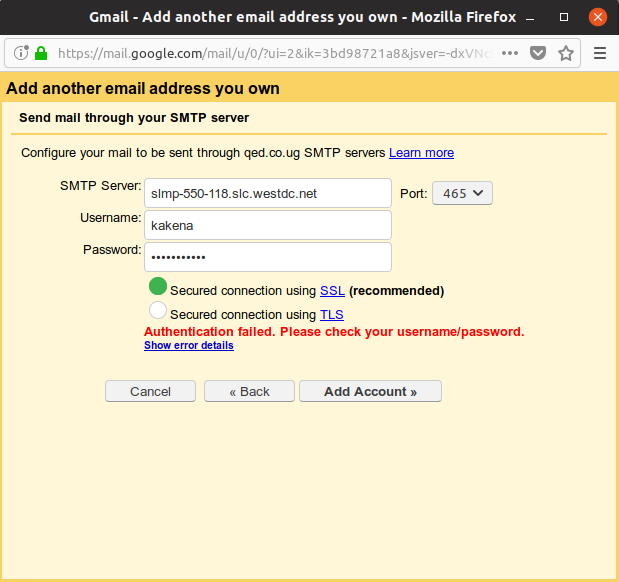 Gmail - Add another email address you own - Mozilla Firefox
https://mail.google.com/mail/u/0/?ui=2&ik=3bd98721a8&jsver=-dxVNc
Add another email address you own
Send mail through your SMTP server
Configure your mail to be sent through qed.co.ug SMTP servers Learn more
SMTP Server: slmp-550-118.slc.westdc.net Port: 465
Username: kakena
Password: •••••••••••
Secured connection using SSL (recommended)
Secured connection using TLS
Authentication failed. Please check your username/password.
Show error details
Cancel « Back Add Account »